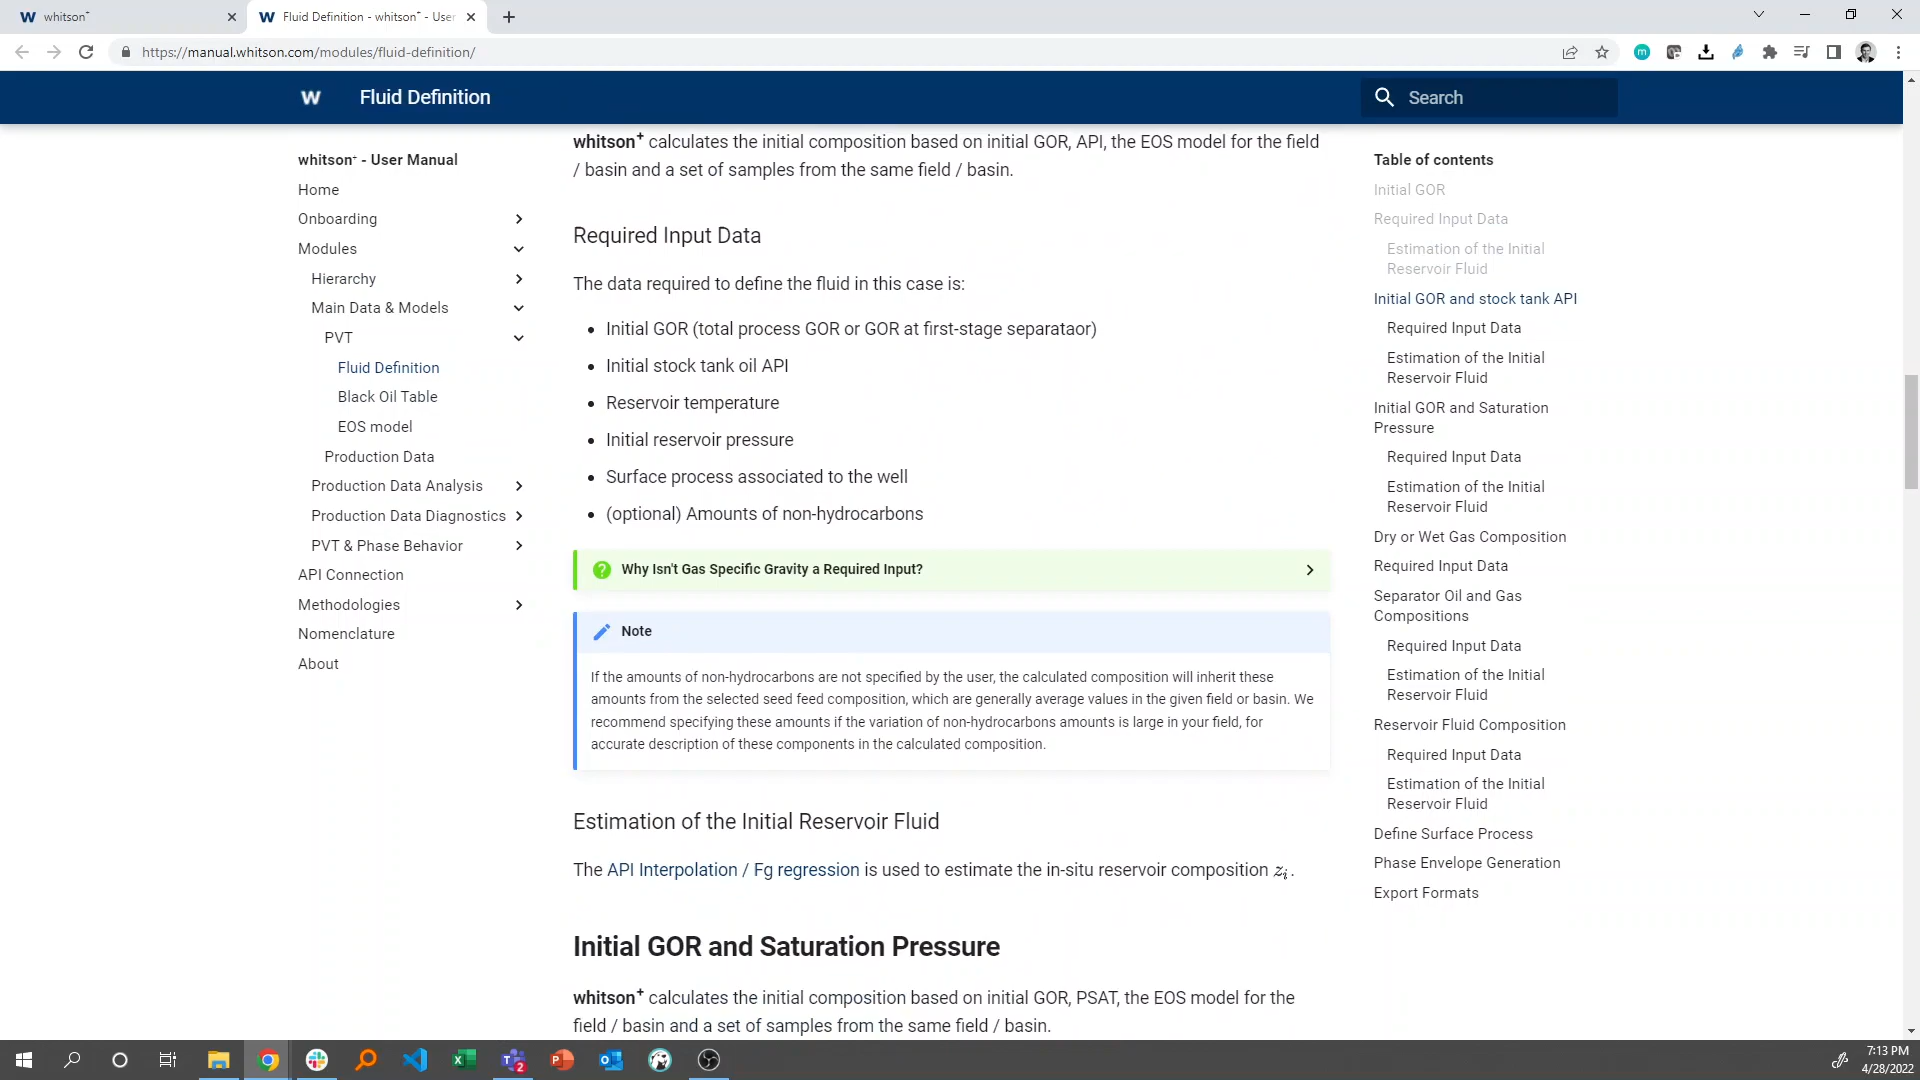 whitson⁺
Fluid Definition - whitson⁺ - User
https://manual.whitson.com/modules/fluid-definition/
W
Fluid Definition
Search
whitson⁺ - User Manual
Home
Onboarding
Modules
Hierarchy
Main Data & Models
PVT
Fluid Definition
Black Oil Table
EOS model
Production Data
Production Data Analysis
Production Data Diagnostics
PVT & Phase Behavior
API Connection
Methodologies
Nomenclature
About
whitson⁺ calculates the initial composition based on initial GOR, API, the EOS model for the field
/ basin and a set of samples from the same field / basin.
Required Input Data
The data required to define the fluid in this case is:
• Initial GOR (total process GOR or GOR at first-stage separataor)
• Initial stock tank oil API
• Reservoir temperature
• Initial reservoir pressure
• Surface process associated to the well
• (optional) Amounts of non-hydrocarbons
Why Isn't Gas Specific Gravity a Required Input?
Note
If the amounts of non-hydrocarbons are not specified by the user, the calculated composition will inherit these
amounts from the selected seed feed composition, which are generally average values in the given field or basin. We
recommend specifying these amounts if the variation of non-hydrocarbons amounts is large in your field, for
accurate description of these components in the calculated composition.
Estimation of the Initial Reservoir Fluid
The API Interpolation / Fg regression is used to estimate the in-situ reservoir composition zᵢ.
Initial GOR and Saturation Pressure
whitson⁺ calculates the initial composition based on initial GOR, PSAT, the EOS model for the
field / basin and a set of samples from the same field / basin.
Table of contents
Initial GOR
Required Input Data
Estimation of the Initial
Reservoir Fluid
Initial GOR and stock tank API
Required Input Data
Estimation of the Initial
Reservoir Fluid
Initial GOR and Saturation
Pressure
Required Input Data
Estimation of the Initial
Reservoir Fluid
Dry or Wet Gas Composition
Required Input Data
Separator Oil and Gas
Compositions
Required Input Data
Estimation of the Initial
Reservoir Fluid
Reservoir Fluid Composition
Required Input Data
Estimation of the Initial
Reservoir Fluid
Define Surface Process
Phase Envelope Generation
Export Formats
7:13 PM
4/28/2022